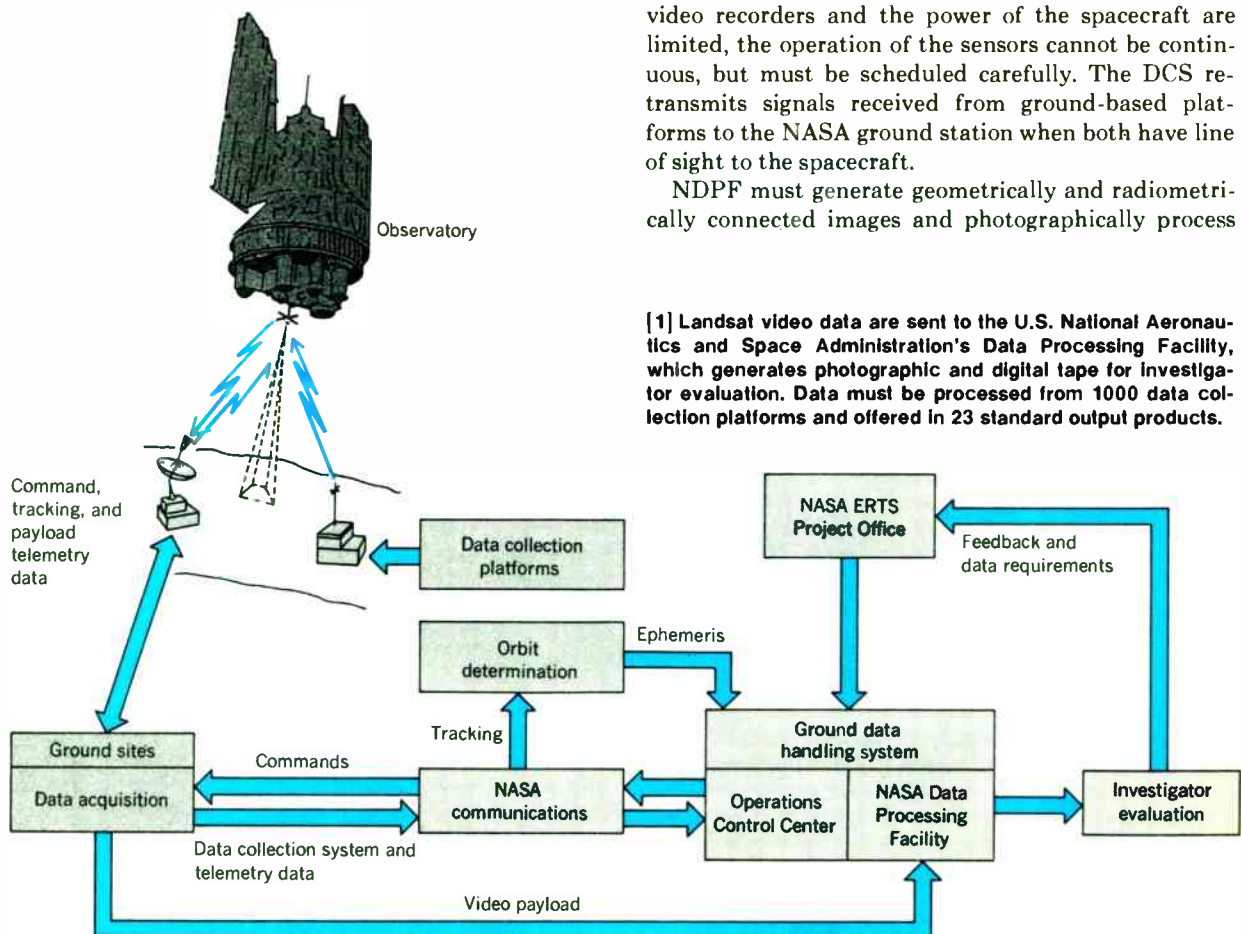 video recorders and the power of the spacecraft are
limited, the operation of the sensors cannot be contin-
uous, but must be scheduled carefully. The DCS re-
transmits signals received from ground-based plat-
forms to the NASA ground station when both have line
of sight to the spacecraft.
NDPF must generate geometrically and radiometri-
cally connected images and photographically process
Observatory
[1] Landsat video data are sent to the U.S. National Aeronau-
tics and Space Administration's Data Processing Facility,
which generates photographic and digital tape for investiga-
tor evaluation. Data must be processed from 1000 data col-
lection platforms and offered in 23 standard output products.
Command,
tracking, and
payload
telemetry
data
Data collection
platforms
NASA ERTS
Project Office
Feedback and
data requirements
Orbit
determination
Ephemeris
Tracking
Ground sites
Data acquisition
Commands
NASA
communications
Ground data
handling system
Operations
Control Center
NASA Data
Processing
Facility
Investigator
evaluation
Data collection system and
telemetry data
Video payload